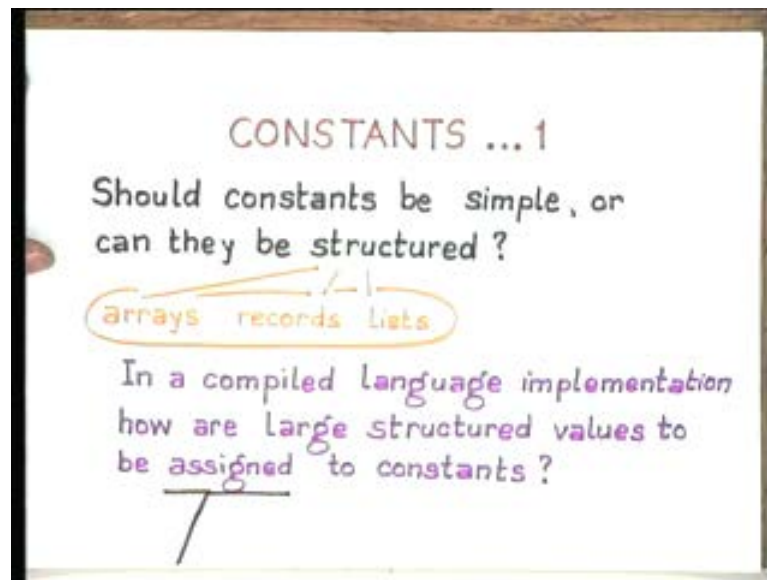 CONSTANTS ... 1
Should constants be simple, or
can they be structured ?
arrays records lists
In a compiled language implementation
how are large structured values to
be assigned to constants ?